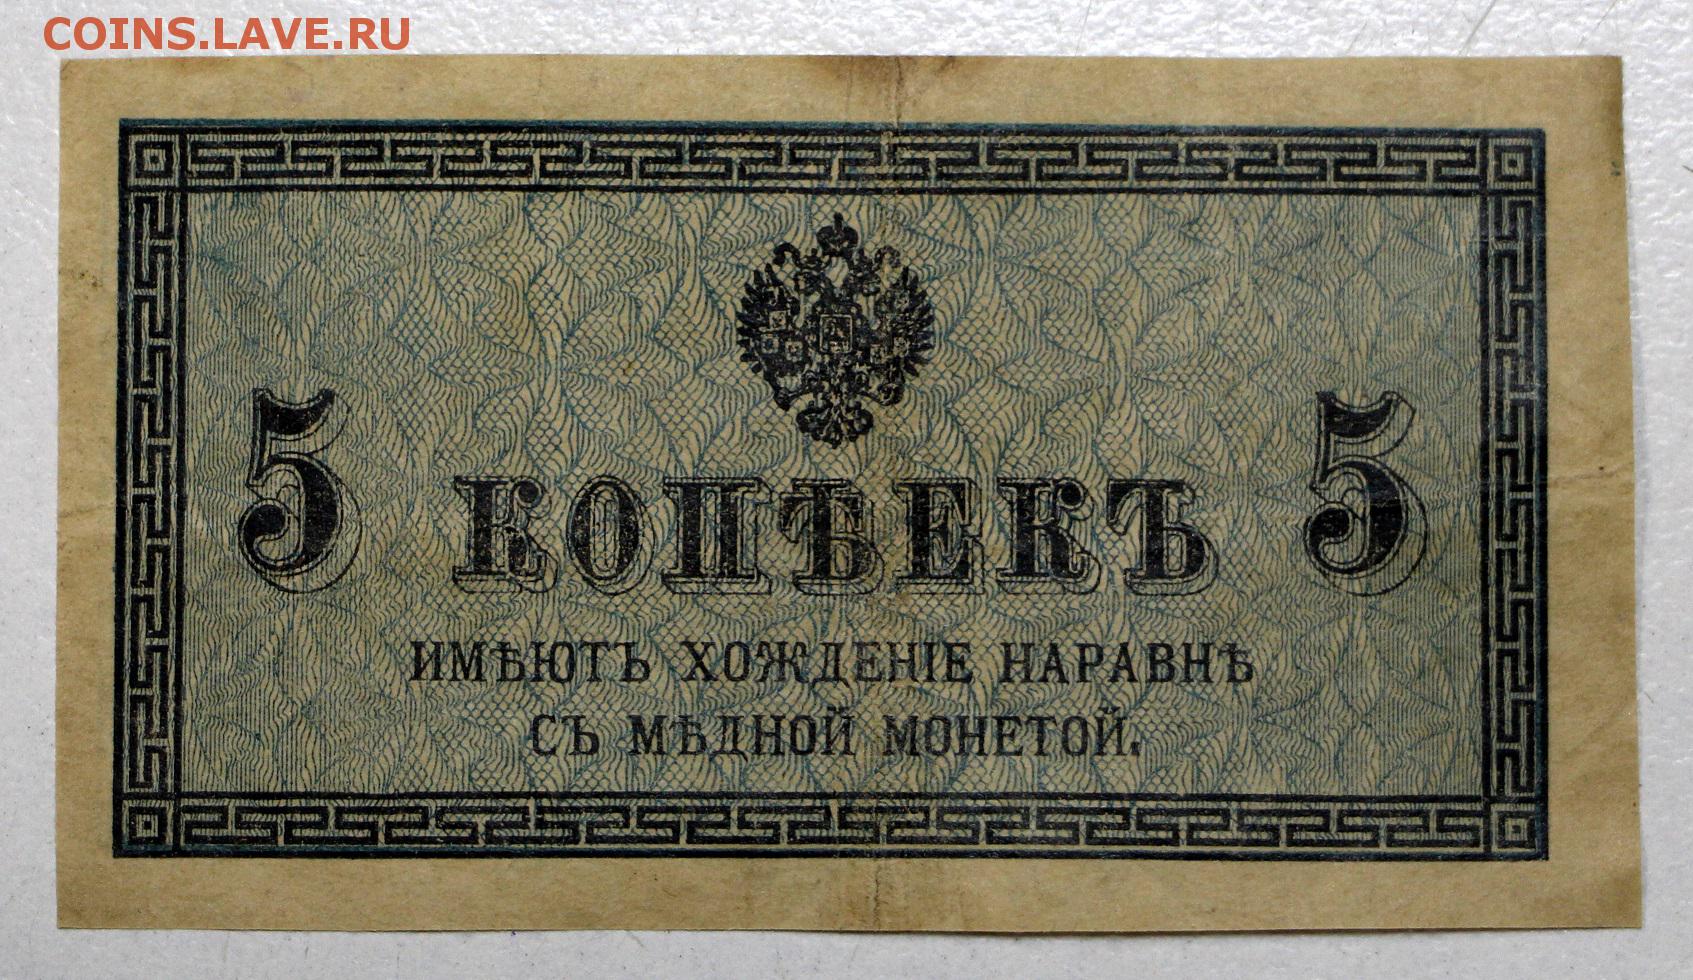 COINS.LAVE.RU
5 КОПѢЕКЪ 5
ИМѢЮТЪ ХОЖДЕНІЕ НАРАВНѢ
СЪ МѢДНОЙ МОНЕТОЙ.